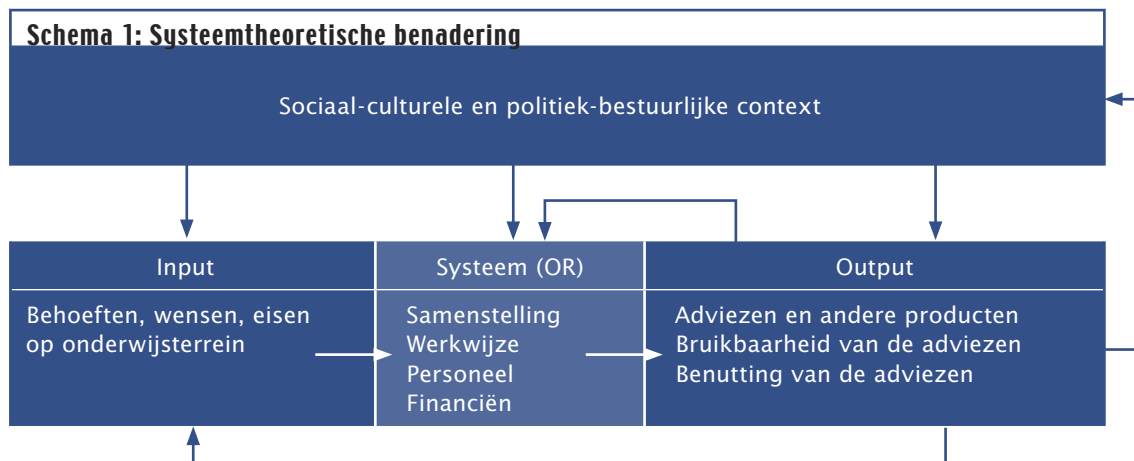 Schema 1: Systeemtheoretische benadering
Sociaal-culturele en politiek-bestuurlijke context
Input
Systeem (OR)
Output
Behoeften, wensen, eisen
op onderwijsterrein
Samenstelling
Werkwijze
Personeel
Financiën
Adviezen en andere producten
Bruikbaarheid van de adviezen
Benutting van de adviezen